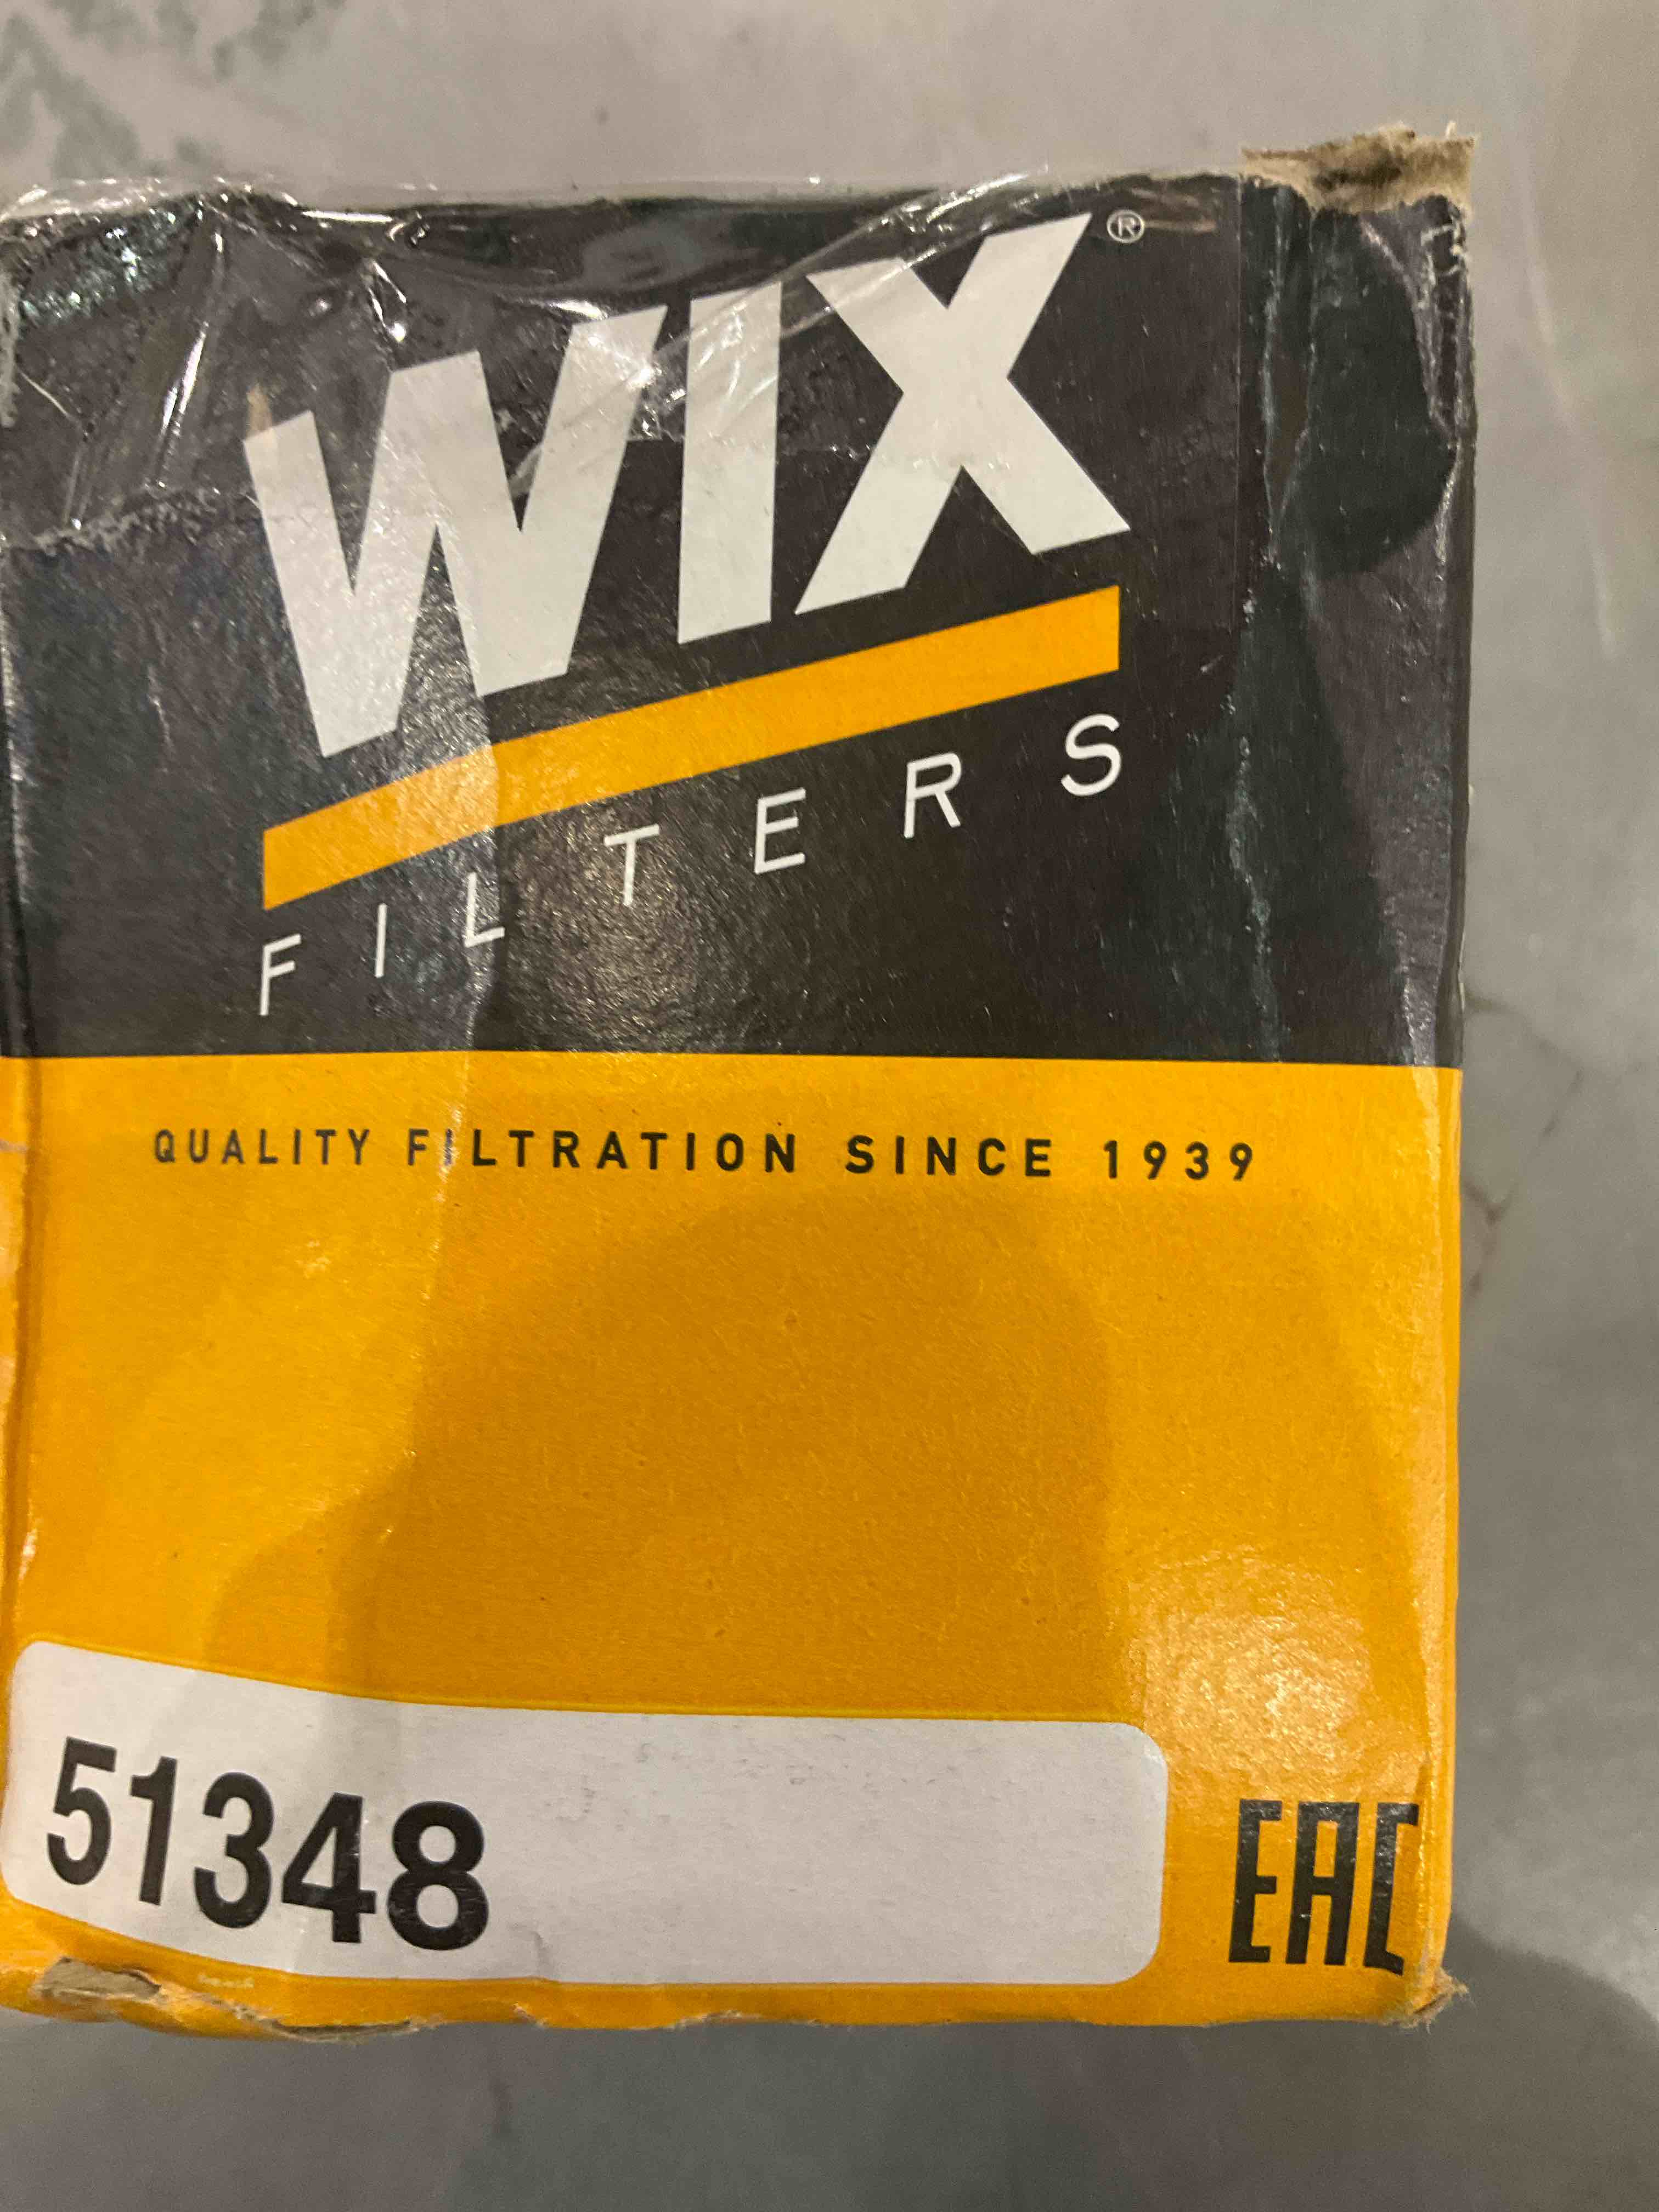 WIX®
FILTERS
QUALITY FILTRATION SINCE 1939
51348
EAC